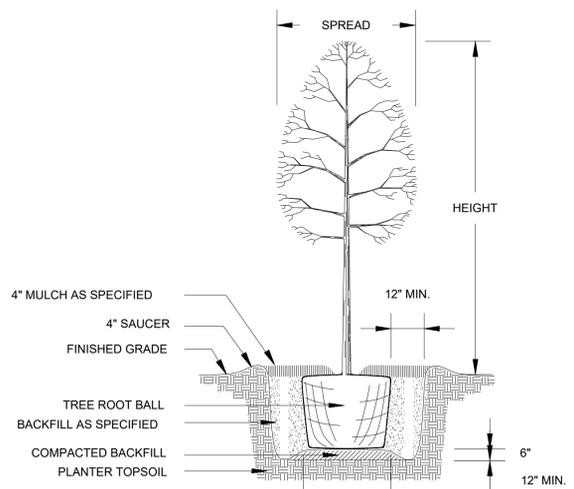 SPREAD
HEIGHT
4" MULCH AS SPECIFIED
12" MIN.
4" SAUCER
FINISHED GRADE
TREE ROOT BALL
BACKFILL AS SPECIFIED
COMPACTED BACKFILL
6"
PLANTER TOPSOIL
12" MIN.